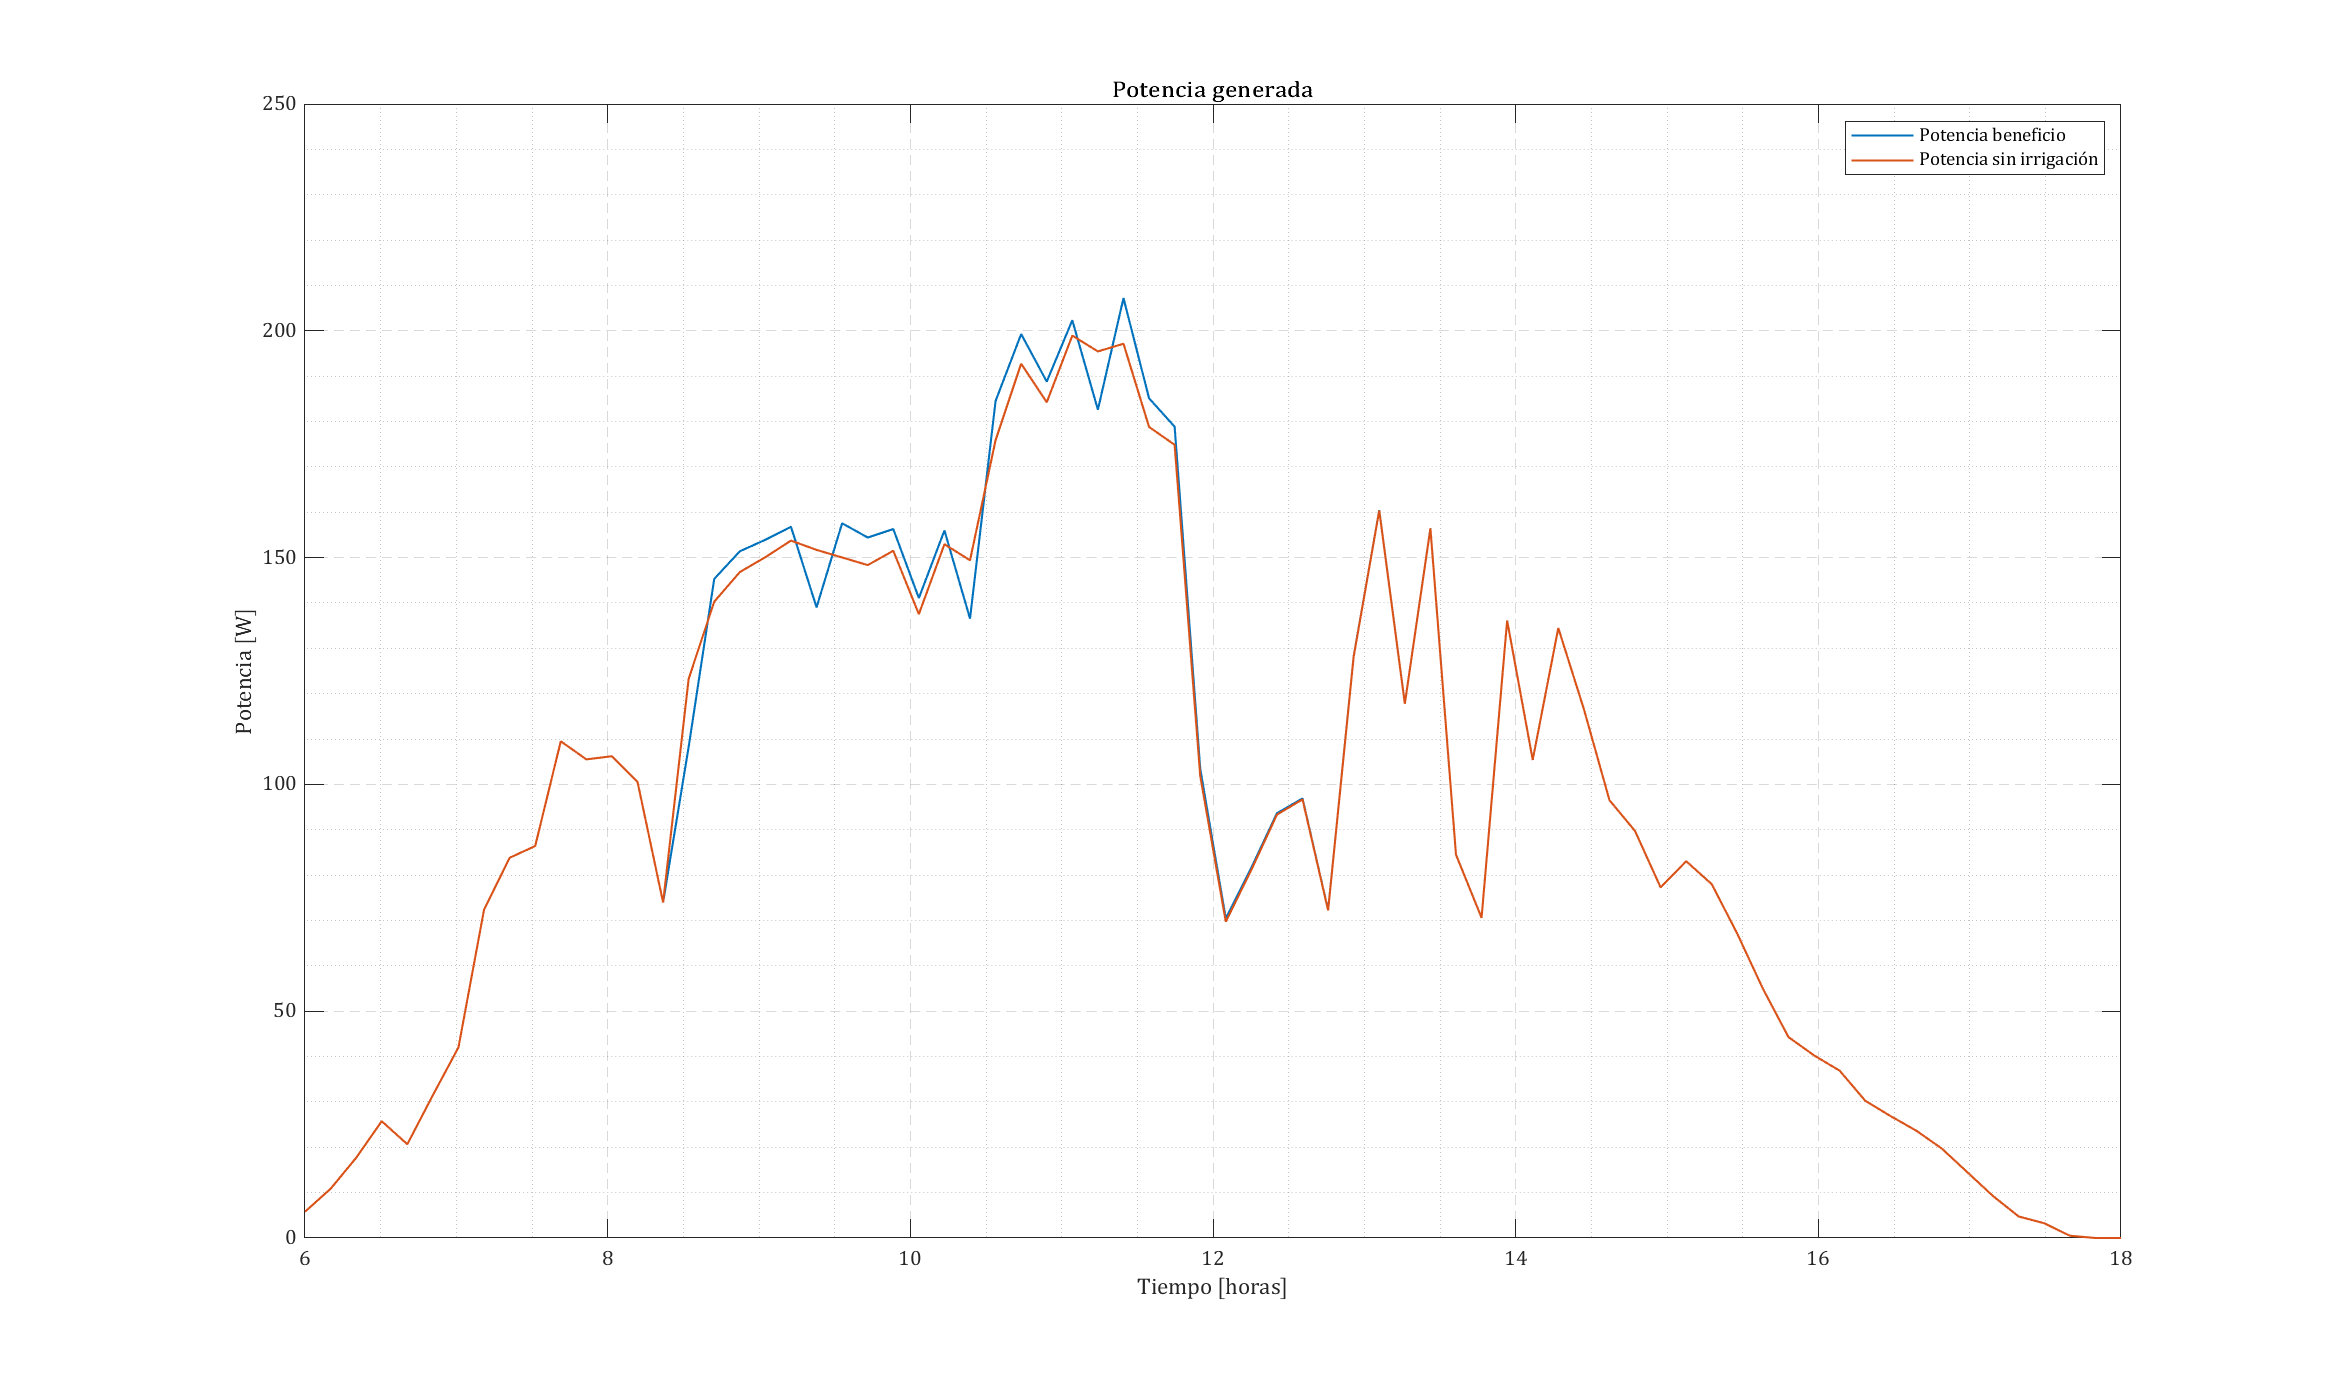 Potencia generada
250
200
150
100
50
0
Potencia [W]
Potencia beneficio
Potencia sin irrigación
6 8 10 12 14 16 18
Tiempo [horas]